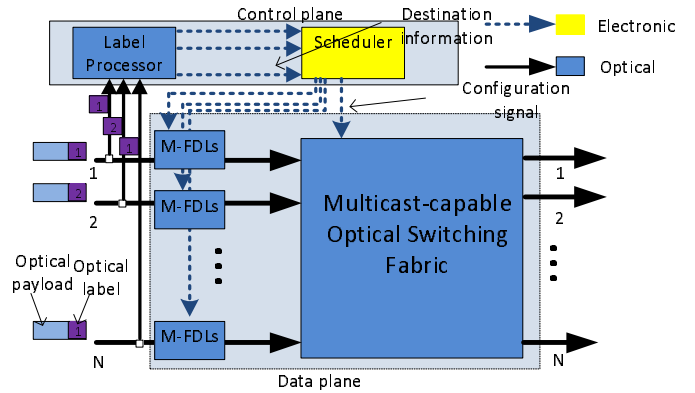 Control plane
Destination
information
Electronic
Label
Processor
Scheduler
Optical
Configuration
signal
1
2
1
M-FDLs
1
1
1
2
M-FDLs
2
2
Multicast-capable
Optical Switching
Fabric
Optical
payload
Optical
label
1
M-FDLs
N
N
Data plane